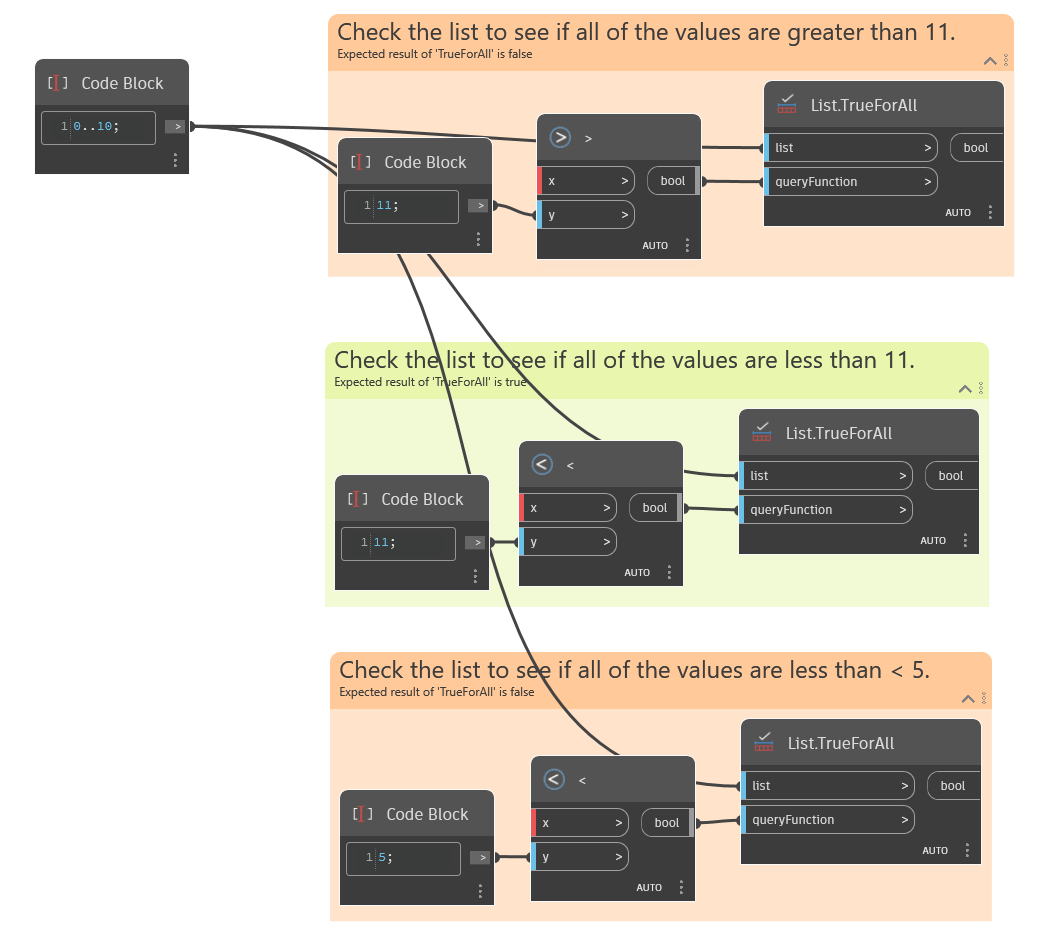 Code Block
1 0..10;
>
Check the list to see if all of the values are greater than 11.
Expected result of 'TrueForAll' is false
Code Block
1 11;
>
> >
x >
bool
y >
AUTO
List.TrueForAll
list >
bool
queryFunction >
AUTO
Check the list to see if all of the values are less than 11.
Expected result of 'TrueForAll' is true
Code Block
1 11;
>
< <
x >
bool
y >
AUTO
List.TrueForAll
list >
bool
queryFunction >
AUTO
Check the list to see if all of the values are less than < 5.
Expected result of 'TrueForAll' is false
Code Block
1 5;
>
< <
x >
bool
y >
AUTO
List.TrueForAll
list >
bool
queryFunction >
AUTO